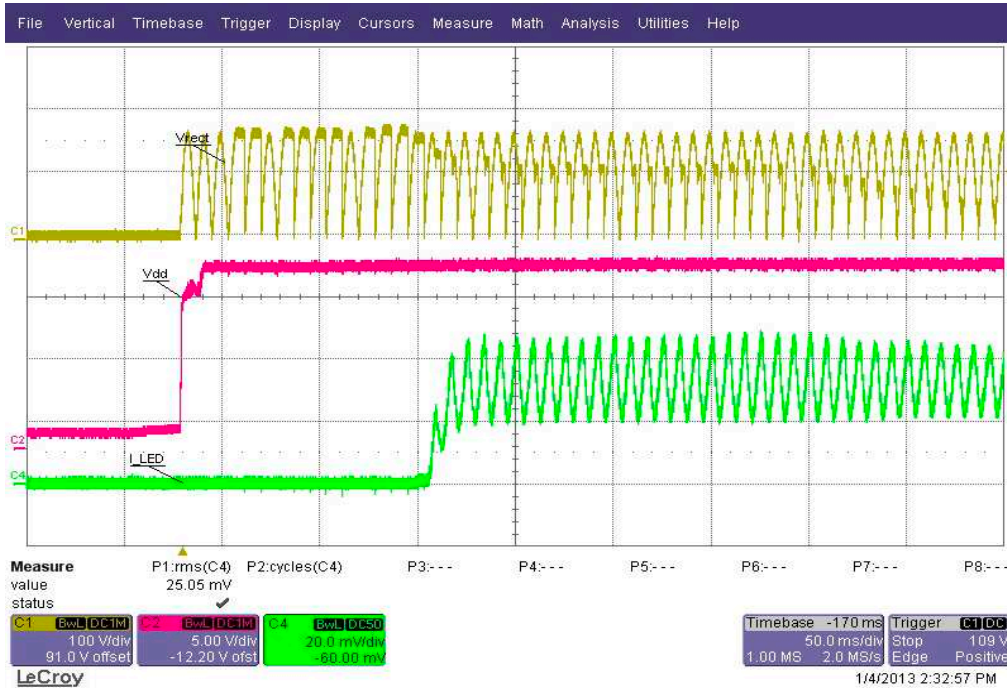 File Vertical Timebase Trigger Display Cursors Measure Math Analysis Utilities Help
Vrect
C1
Vdd
C2
I_LED
C4
Measure P1:rms(C4) P2:cycles(C4) P3:- - - P4:- - - P5:- - - P6:- - - P7:- - - P8:- - -
value 25.05 mV
status
C1 BwL DC1M C2 BwL DC1M C4 BwL DC50 Timebase -170 ms Trigger C1 DC
100 V/div 5.00 V/div 20.0 mV/div 50.0 ms/div Stop 109 V
91.0 V offset -12.20 V ofst -60.00 mV 1.00 MS 2.0 MS/s Edge Positive
LeCroy 1/4/2013 2:32:57 PM